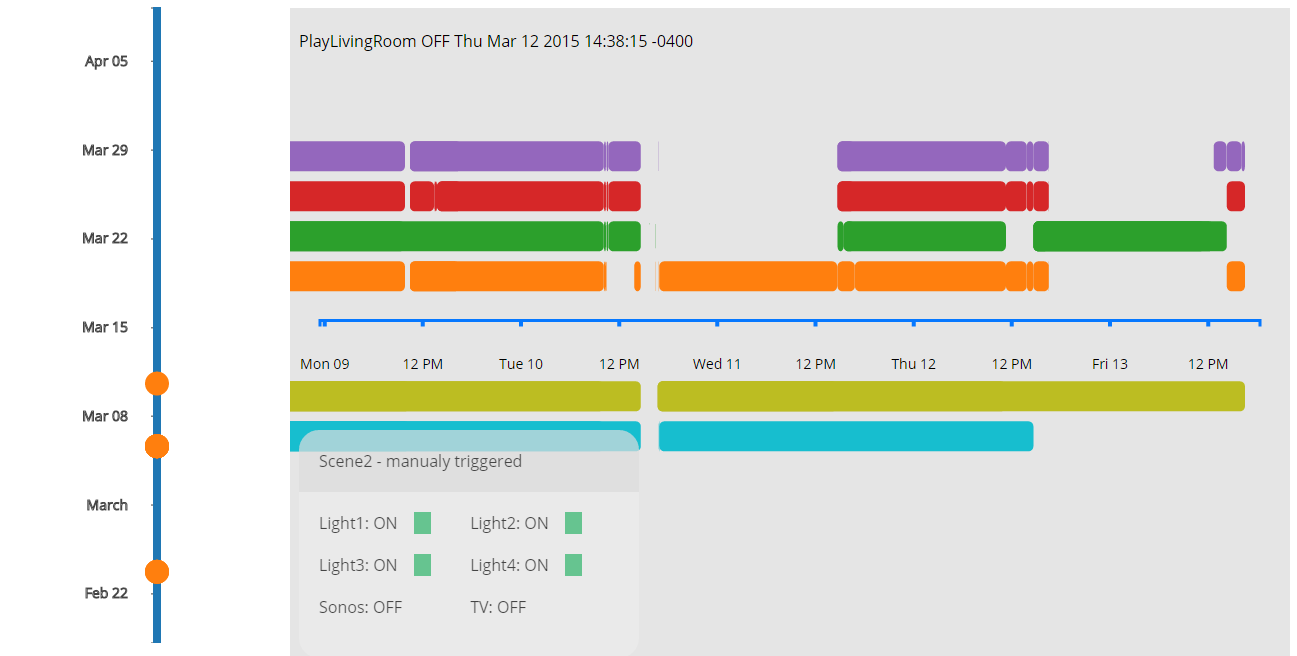 Apr 05
Mar 29
Mar 22
Mar 15
Mar 08
March
Feb 22
PlayLivingRoom OFF Thu Mar 12 2015 14:38:15 -0400
Mon 09 12 PM Tue 10 12 PM Wed 11 12 PM Thu 12 12 PM Fri 13 12 PM
Scene2 - manualy triggered
Light1: ON Light2: ON
Light3: ON Light4: ON
Sonos: OFF TV: OFF